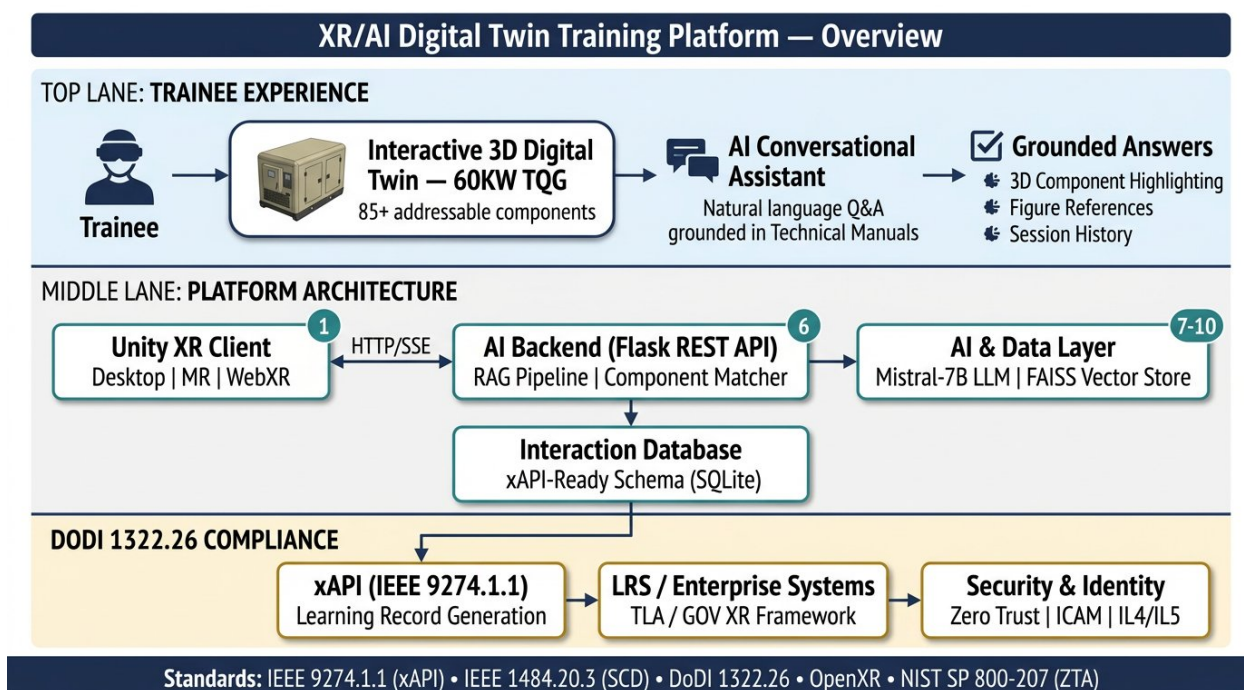 XR/AI Digital Twin Training Platform — Overview
TOP LANE: TRAINEE EXPERIENCE
Trainee
Interactive 3D Digital
Twin — 60KW TQG
85+ addressable components
AI Conversational
Assistant
Natural language Q&A
grounded in Technical Manuals
Grounded Answers
3D Component Highlighting
Figure References
Session History
MIDDLE LANE: PLATFORM ARCHITECTURE
1
Unity XR Client
Desktop | MR | WebXR
HTTP/SSE
6
AI Backend (Flask REST API)
RAG Pipeline | Component Matcher
7-10
AI & Data Layer
Mistral-7B LLM | FAISS Vector Store
Interaction Database
xAPI-Ready Schema (SQLite)
DODI 1322.26 COMPLIANCE
xAPI (IEEE 9274.1.1)
Learning Record Generation
LRS / Enterprise Systems
TLA / GOV XR Framework
Security & Identity
Zero Trust | ICAM | IL4/IL5
Standards: IEEE 9274.1.1 (xAPI) • IEEE 1484.20.3 (SCD) • DoDI 1322.26 • OpenXR • NIST SP 800-207 (ZTA)